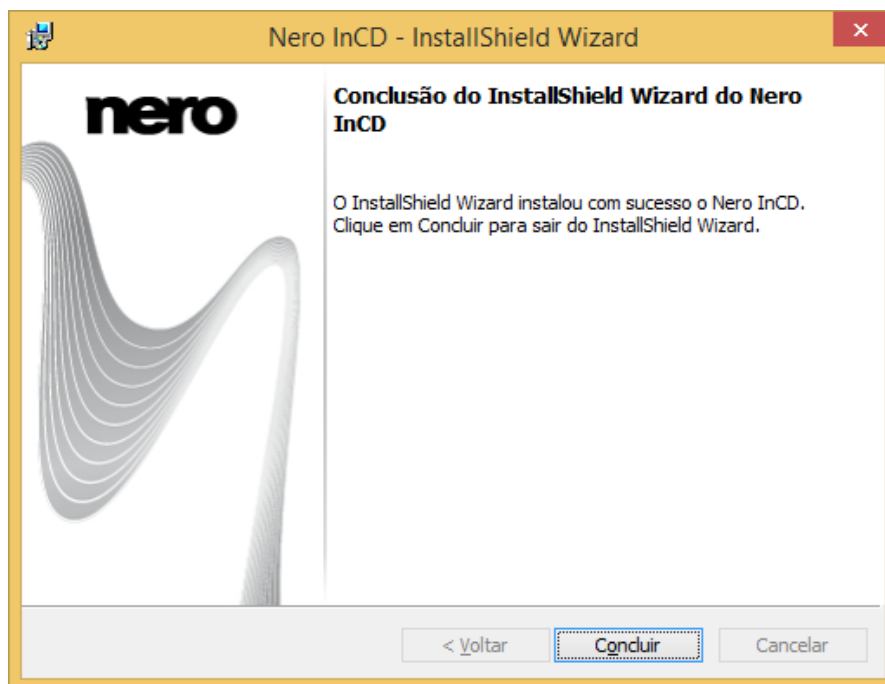 Nero InCD - InstallShield Wizard
nero
Conclusão do InstallShield Wizard do Nero
InCD
O InstallShield Wizard instalou com sucesso o Nero InCD.
Clique em Concluir para sair do InstallShield Wizard.
< Voltar
Concluir
Cancelar